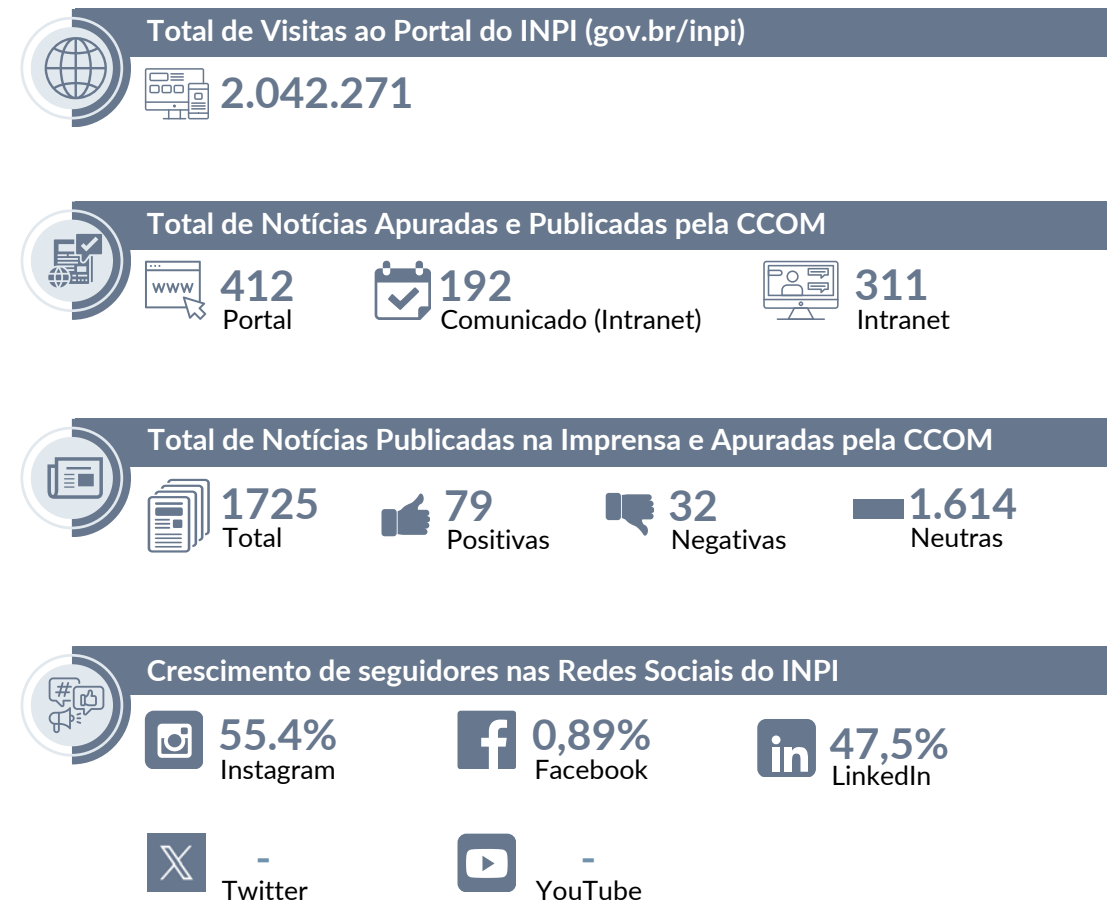 Total de Visitas ao Portal do INPI (gov.br/inpi)
2.042.271
Total de Notícias Apuradas e Publicadas pela CCOM
www
412
Portal
192
Comunicado (Intranet)
311
Intranet
Total de Notícias Publicadas na Imprensa e Apuradas pela CCOM
1725
Total
79
Positivas
32
Negativas
1.614
Neutras
Crescimento de seguidores nas Redes Sociais do INPI
#
55.4%
Instagram
f
0,89%
Facebook
in
47,5%
LinkedIn
X
-
Twitter
-
YouTube